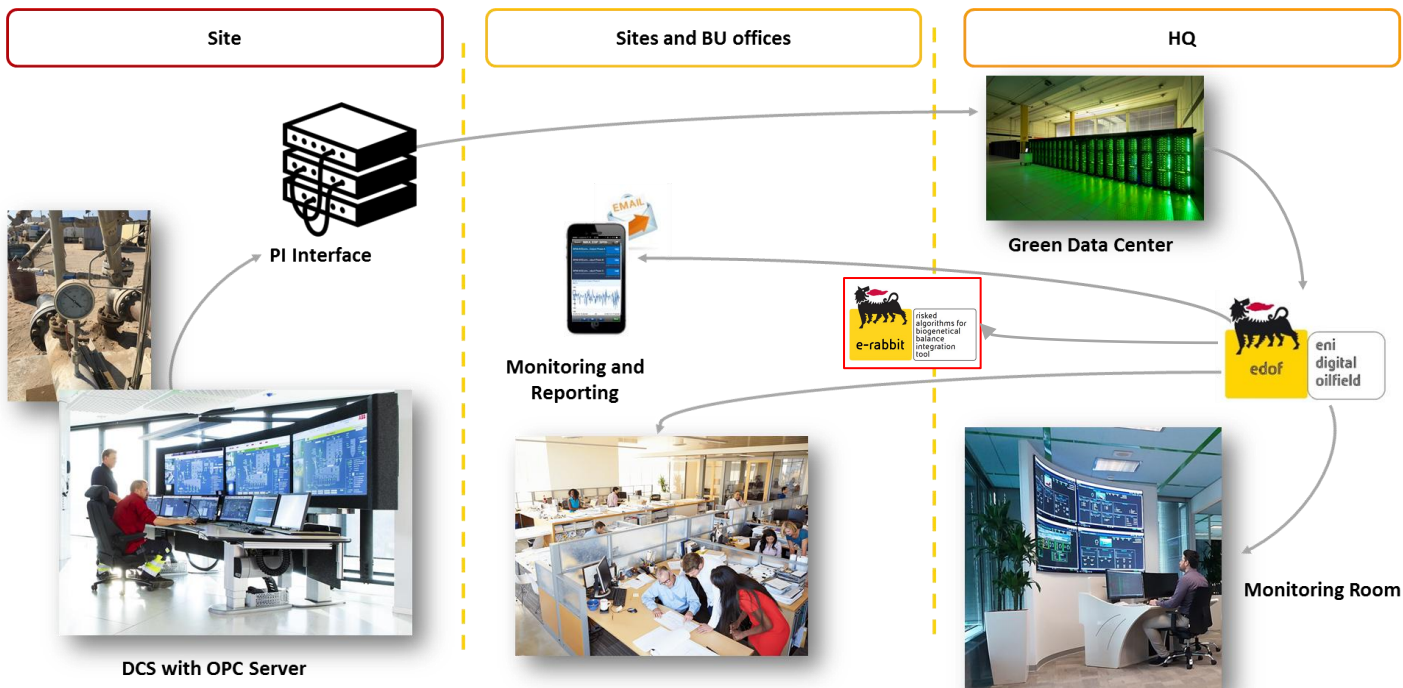 Site
Sites and BU offices
HQ
PI Interface
EMAIL
Green Data Center
Monitoring and
Reporting
e-rabbit
risked
algorithms for
biogenetical
balance
integration
tool
edof
eni
digital
oilfield
Monitoring Room
DCS with OPC Server